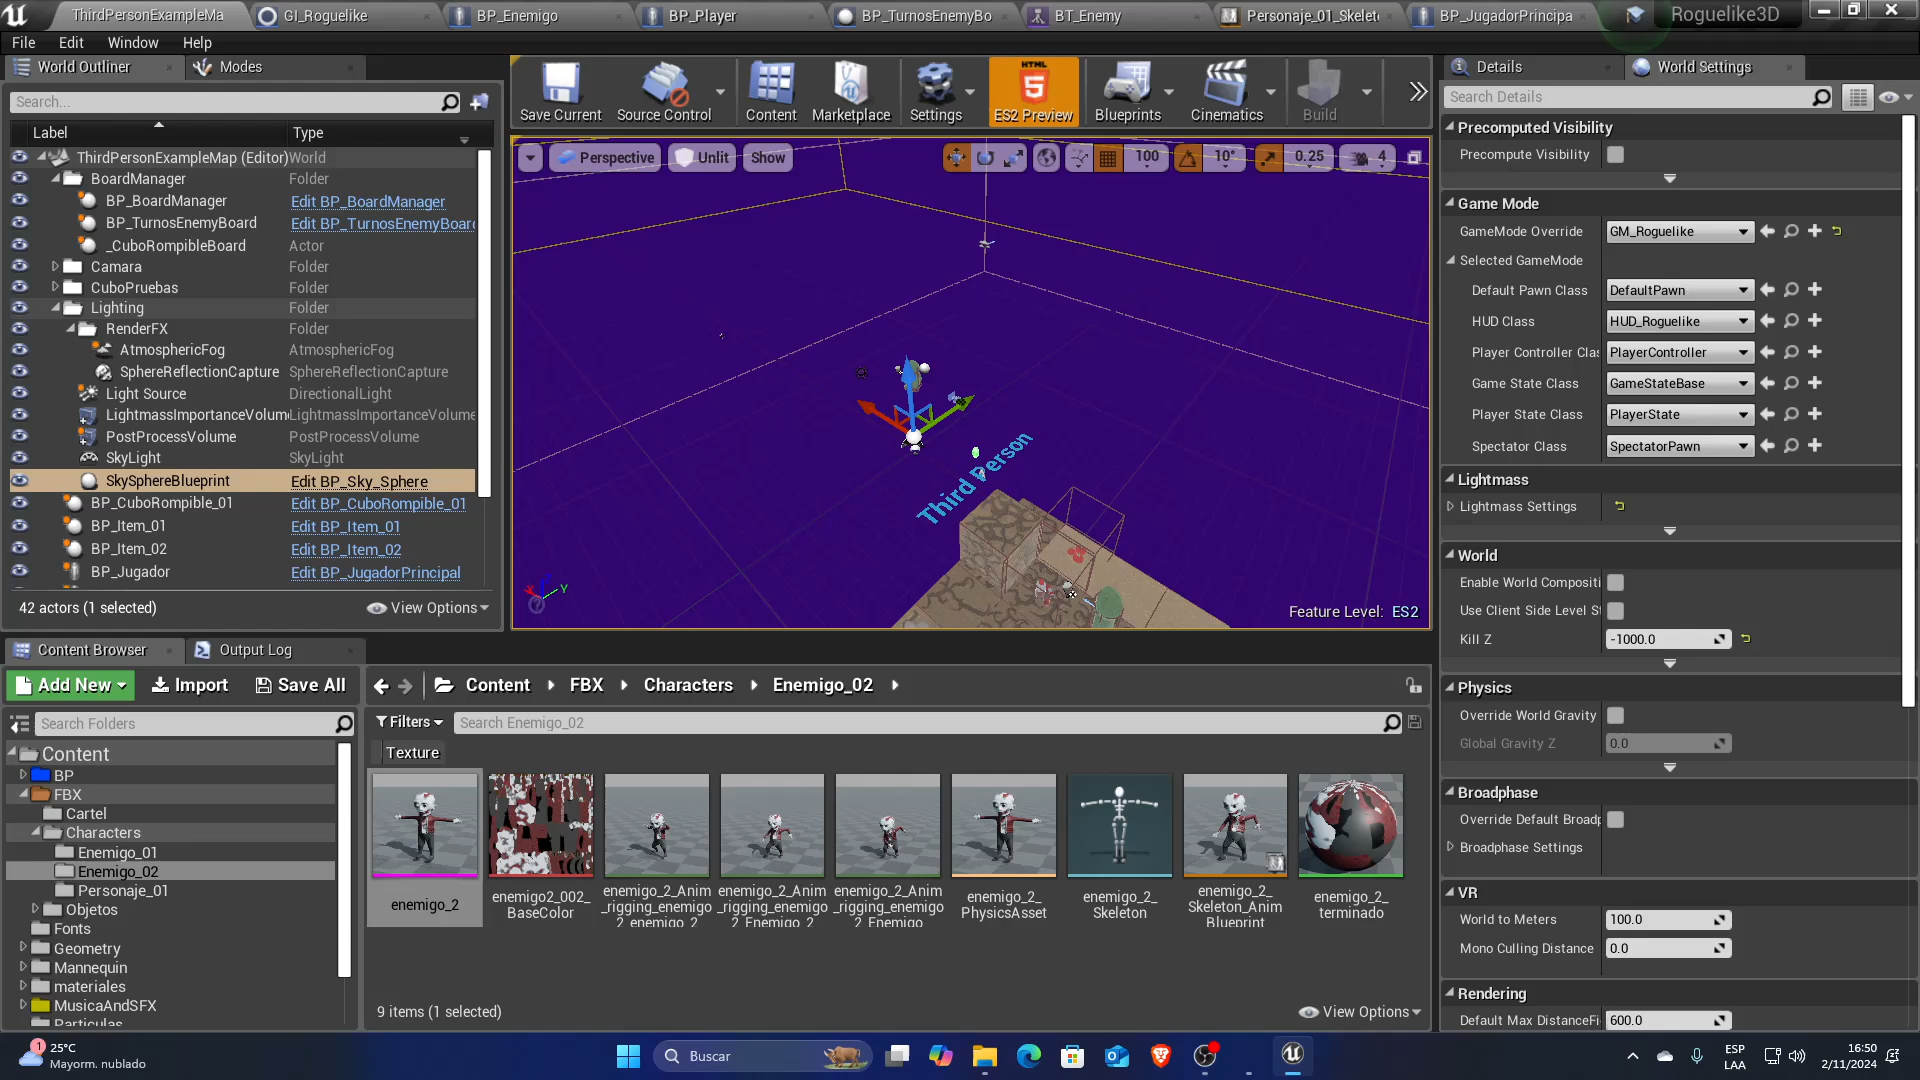 ThirdPersonExampleMa
GI_Roguelike
BP_Enemigo
BP_Player
BP_TurnosEnemyBo
BT_Enemy
Personaje_01_Skelet
BP_JugadorPrincipa
Roguelike3D
File Edit Window Help
World Outliner
Modes
Search...
Label Type
ThirdPersonExampleMap (Editor) World
BoardManager Folder
BP_BoardManager Edit BP_BoardManager
BP_TurnosEnemyBoard Edit BP_TurnosEnemyBoard
_CuboRompibleBoard Actor
Camara Folder
CuboPruebas Folder
Lighting Folder
RenderFX Folder
AtmosphericFog AtmosphericFog
SphereReflectionCapture SphereReflectionCapture
Light Source DirectionalLight
LightmassImportanceVolum LightmassImportanceVolume
PostProcessVolume PostProcessVolume
SkyLight SkyLight
SkySphereBlueprint Edit BP_Sky_Sphere
BP_CuboRompible_01 Edit BP_CuboRompible_01
BP_Item_01 Edit BP_Item_01
BP_Item_02 Edit BP_Item_02
BP_Jugador Edit BP_JugadorPrincipal
42 actors (1 selected)
View Options
Save Current
Source Control
Content
Marketplace
Settings
HTML
5
ES2 Preview
Blueprints
Cinematics
Build
Perspective
Unlit
Show
100
10°
0.25
4
Third Person
Y
Feature Level: ES2
Details
World Settings
Search Details
Precomputed Visibility
Precompute Visibility
Game Mode
GameMode Override GM_Roguelike
Selected GameMode
Default Pawn Class DefaultPawn
HUD Class HUD_Roguelike
Player Controller Clas PlayerController
Game State Class GameStateBase
Player State Class PlayerState
Spectator Class SpectatorPawn
Lightmass
Lightmass Settings
World
Enable World Compositi
Use Client Side Level S
Kill Z -1000.0
Physics
Override World Gravity
Global Gravity Z 0.0
Broadphase
Override Default Broadp
Broadphase Settings
VR
World to Meters 100.0
Mono Culling Distance 0.0
Rendering
Default Max DistanceFi 600.0
Content Browser
Output Log
Add New
Import
Save All
Content
FBX
Characters
Enemigo_02
Search Folders
Content
BP
FBX
Cartel
Characters
Enemigo_01
Enemigo_02
Personaje_01
Objetos
Fonts
Geometry
Mannequin
materiales
MusicaAndSFX
Particulas
Filters
Search Enemigo_02
Texture
enemigo_2
enemigo2_002_
BaseColor
enemigo_2_Anim
_rigging_enemigo
2_enemigo_2
enemigo_2_Anim
_rigging_enemigo
2_Enemigo_2
enemigo_2_Anim
_rigging_enemigo
2_Enemigo
enemigo_2_
PhysicsAsset
enemigo_2_
Skeleton
enemigo_2_
Skeleton_Anim
Blueprint
enemigo_2_
terminado
9 items (1 selected)
View Options
1
25°C
Mayorm. nublado
Buscar
ESP
LAA
16:50
2/11/2024